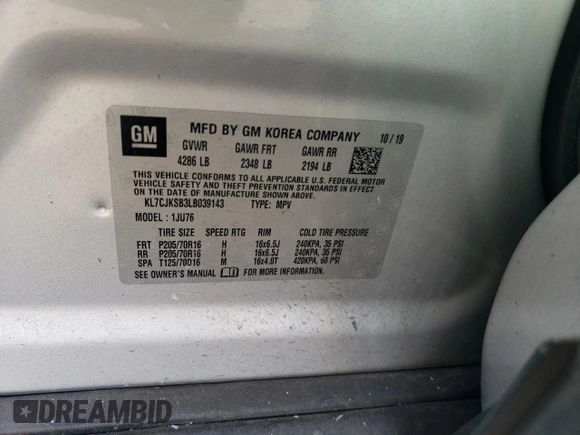 GM
MFD BY GM KOREA COMPANY 10/19
GVWR GAWR FRT GAWR RR
4286 LB 2348 LB 2194 LB
THIS VEHICLE CONFORMS TO ALL APPLICABLE U.S. FEDERAL MOTOR
VEHICLE SAFETY AND THEFT PREVENTION STANDARDS IN EFFECT
ON THE DATE OF MANUFACTURE SHOWN ABOVE.
KL7CJKSB3LB039143 TYPE: MPV
MODEL: 1JU76
TIRE SIZE SPEED RTG RIM COLD TIRE PRESSURE
FRT P205/70R16 H 16x6.5J 240KPA, 35 PSI
RR P205/70R16 H 16x6.5J 240KPA, 35 PSI
SPA T125/70D16 M 16x4.0T 420KPA, 60 PSI
SEE OWNER'S MANUAL FOR MORE INFORMATION
DREAMBID